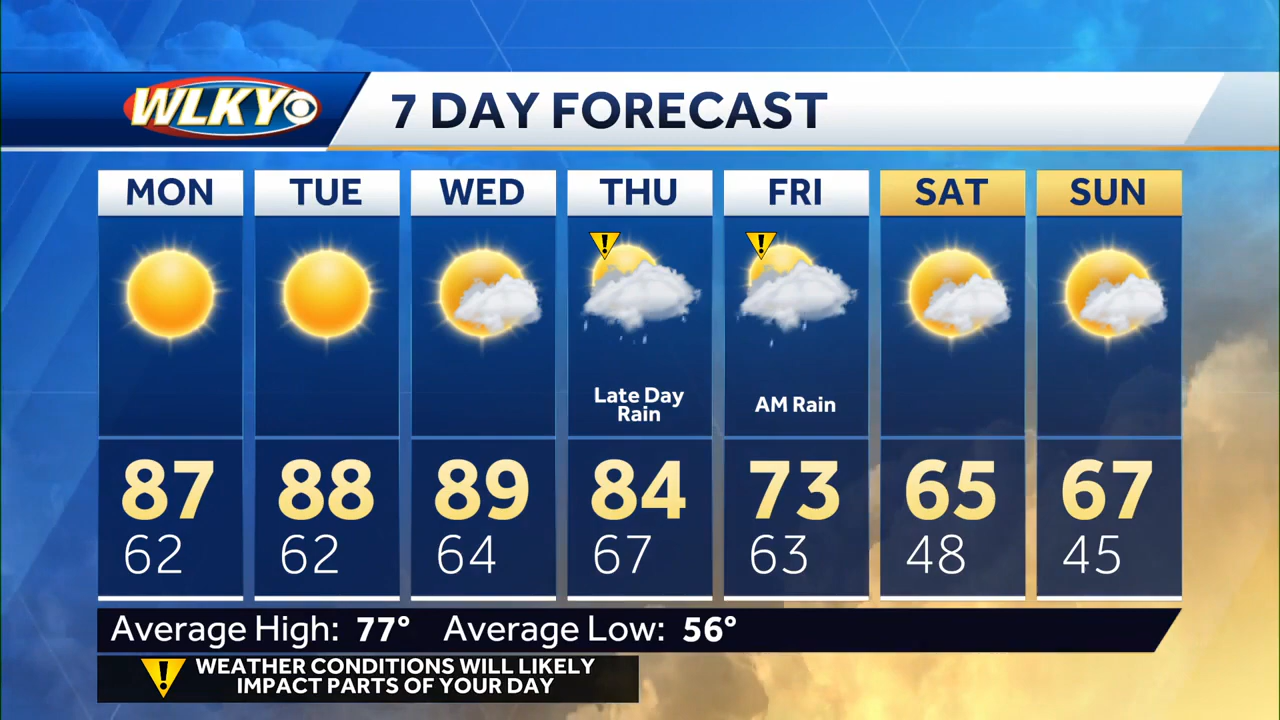 WLKY
7 DAY FORECAST
MON TUE WED THU FRI SAT SUN
!
!
Late Day
Rain
AM Rain
87 88 89 84 73 65 67
62 62 64 67 63 48 45
Average High: 77° Average Low: 56°
! WEATHER CONDITIONS WILL LIKELY
IMPACT PARTS OF YOUR DAY